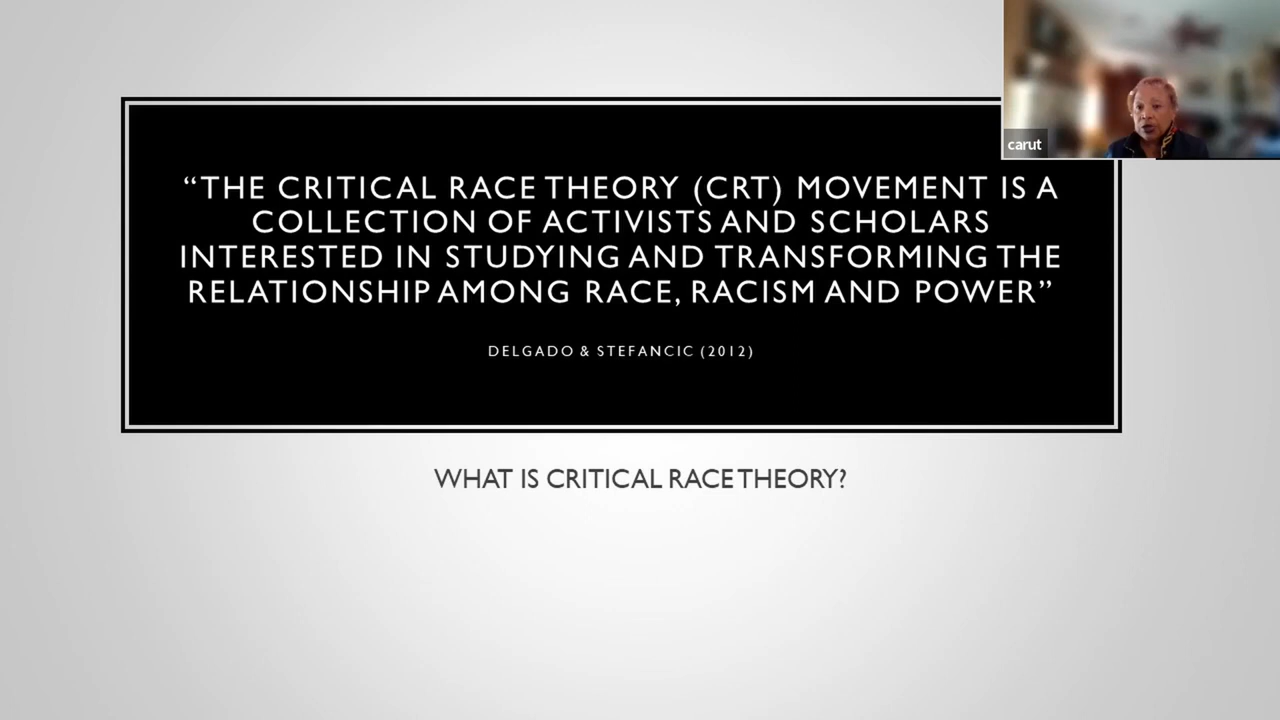 “THE CRITICAL RACE THEORY (CRT) MOVEMENT IS A
COLLECTION OF ACTIVISTS AND SCHOLARS
INTERESTED IN STUDYING AND TRANSFORMING THE
RELATIONSHIP AMONG RACE, RACISM AND POWER”
DELGADO & STEFANCIC (2012)
WHAT IS CRITICAL RACE THEORY?
carut